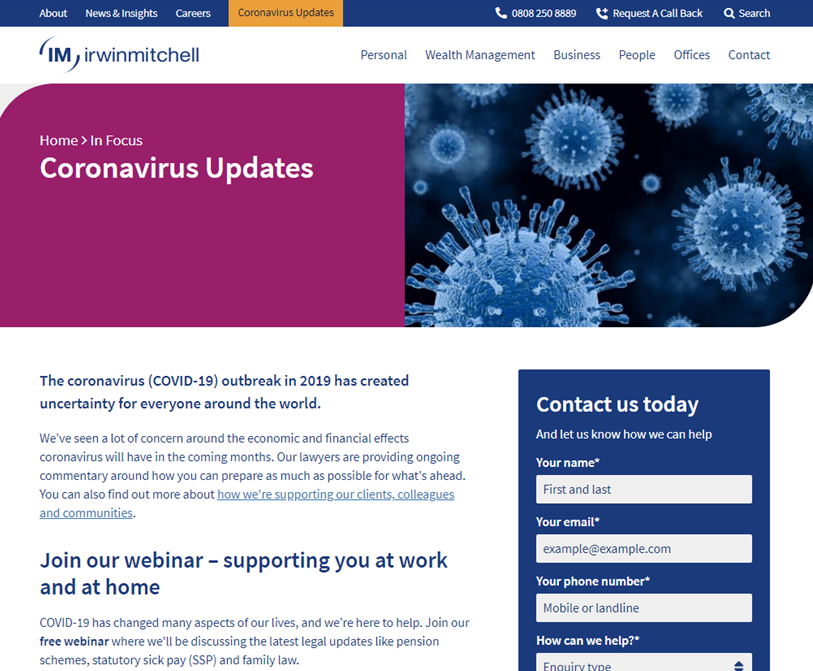 About News & Insights Careers Coronavirus Updates 0808 250 8889 Request A Call Back Search
IM irwinmitchell Personal Wealth Management Business People Offices Contact
Home > In Focus
Coronavirus Updates
The coronavirus (COVID-19) outbreak in 2019 has created
uncertainty for everyone around the world.
We've seen a lot of concern around the economic and financial effects
coronavirus will have in the coming months. Our lawyers are providing ongoing
commentary around how you can prepare as much as possible for what's ahead.
You can also find out more about how we're supporting our clients, colleagues
and communities.
Join our webinar – supporting you at work
and at home
COVID-19 has changed many aspects of our lives, and we're here to help. Join our
free webinar where we'll be discussing the latest legal updates like pension
schemes, statutory sick pay (SSP) and family law.
Contact us today
And let us know how we can help
Your name*
First and last
Your email*
example@example.com
Your phone number*
Mobile or landline
How can we help?*
Enquiry type